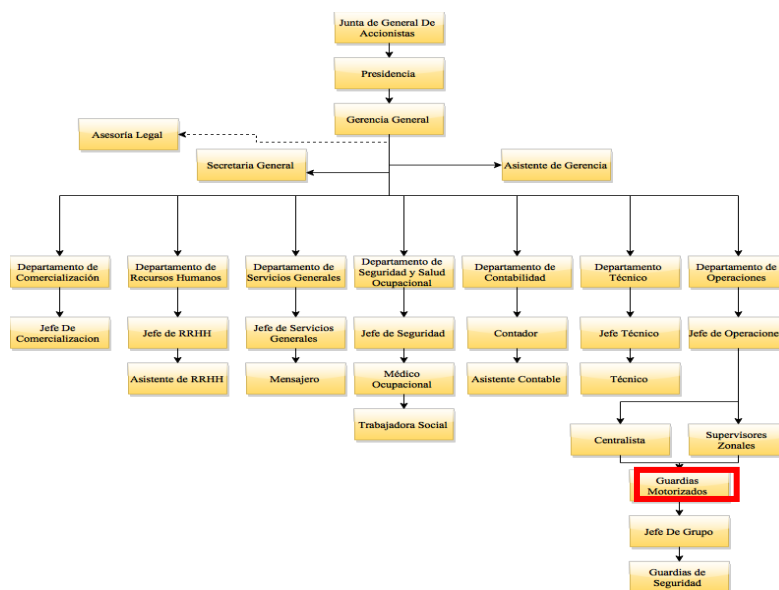 Junta de General De
Accionistas
Presidencia
Gerencia General
Asesoría Legal
Secretaria General
Asistente de Gerencia
Departamento de
Comercialización
Departamento de
Recursos Humanos
Departamento de
Servicios Generales
Departamento de
Seguridad y Salud
Ocupacional
Departamento de
Contabilidad
Departamento
Técnico
Departamento de
Operaciones
Jefe De
Comercializacion
Jefe de RRHH
Jefe de Servicios
Generales
Jefe de Seguridad
Contador
Jefe Técnico
Jefe de Operacione
Asistente de RRHH
Mensajero
Médico
Ocupacional
Asistente Contable
Técnico
Trabajadora Social
Centralista
Supervisores
Zonales
Guardias
Motorizados
Jefe De Grupo
Guardias de
Seguridad